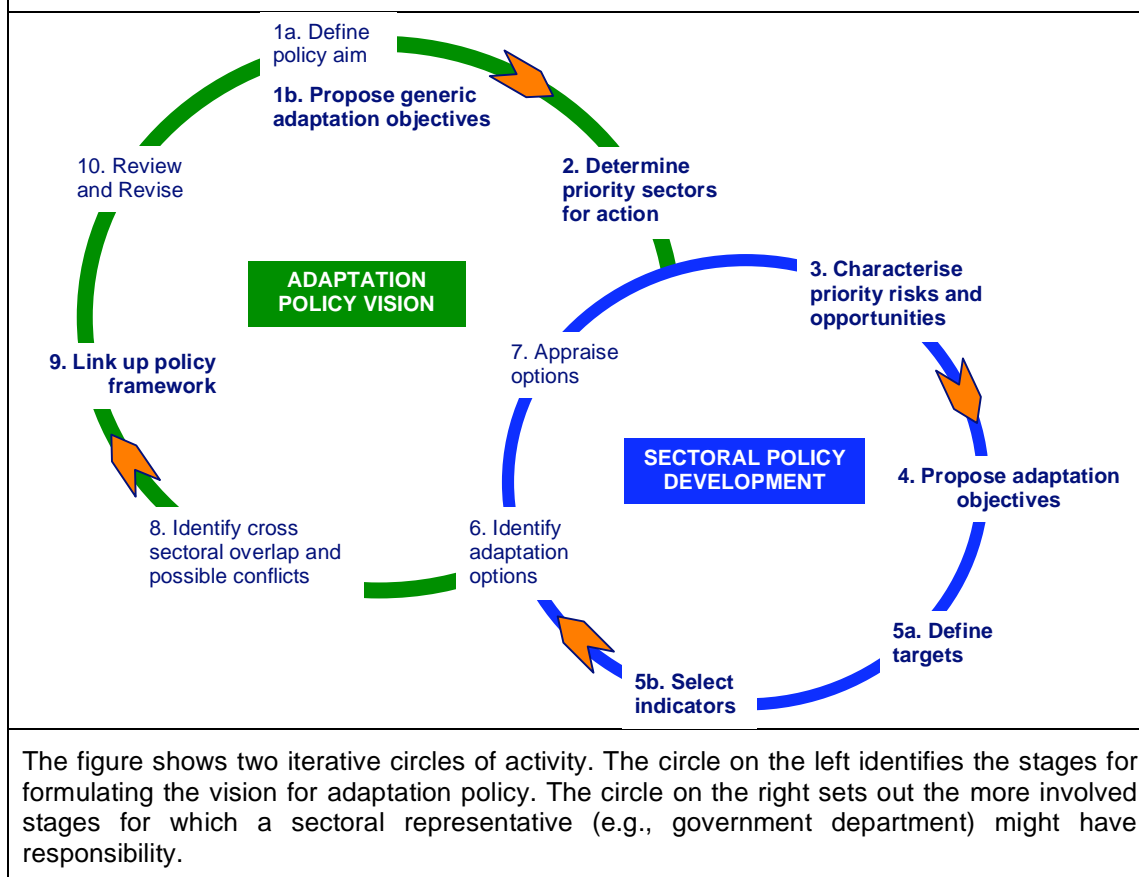 1a. Define
policy aim
1b. Propose generic
adaptation objectives
10. Review
and Revise
2. Determine
priority sectors
for action
ADAPTATION
POLICY VISION
3. Characterise
priority risks and
opportunities
9. Link up policy
framework
7. Appraise
options
SECTORAL POLICY
DEVELOPMENT
4. Propose adaptation
objectives
8. Identify cross
sectoral overlap and
possible conflicts
6. Identify
adaptation
options
5a. Define
targets
5b. Select
indicators
The figure shows two iterative circles of activity. The circle on the left identifies the stages for
formulating the vision for adaptation policy. The circle on the right sets out the more involved
stages for which a sectoral representative (e.g., government department) might have
responsibility.